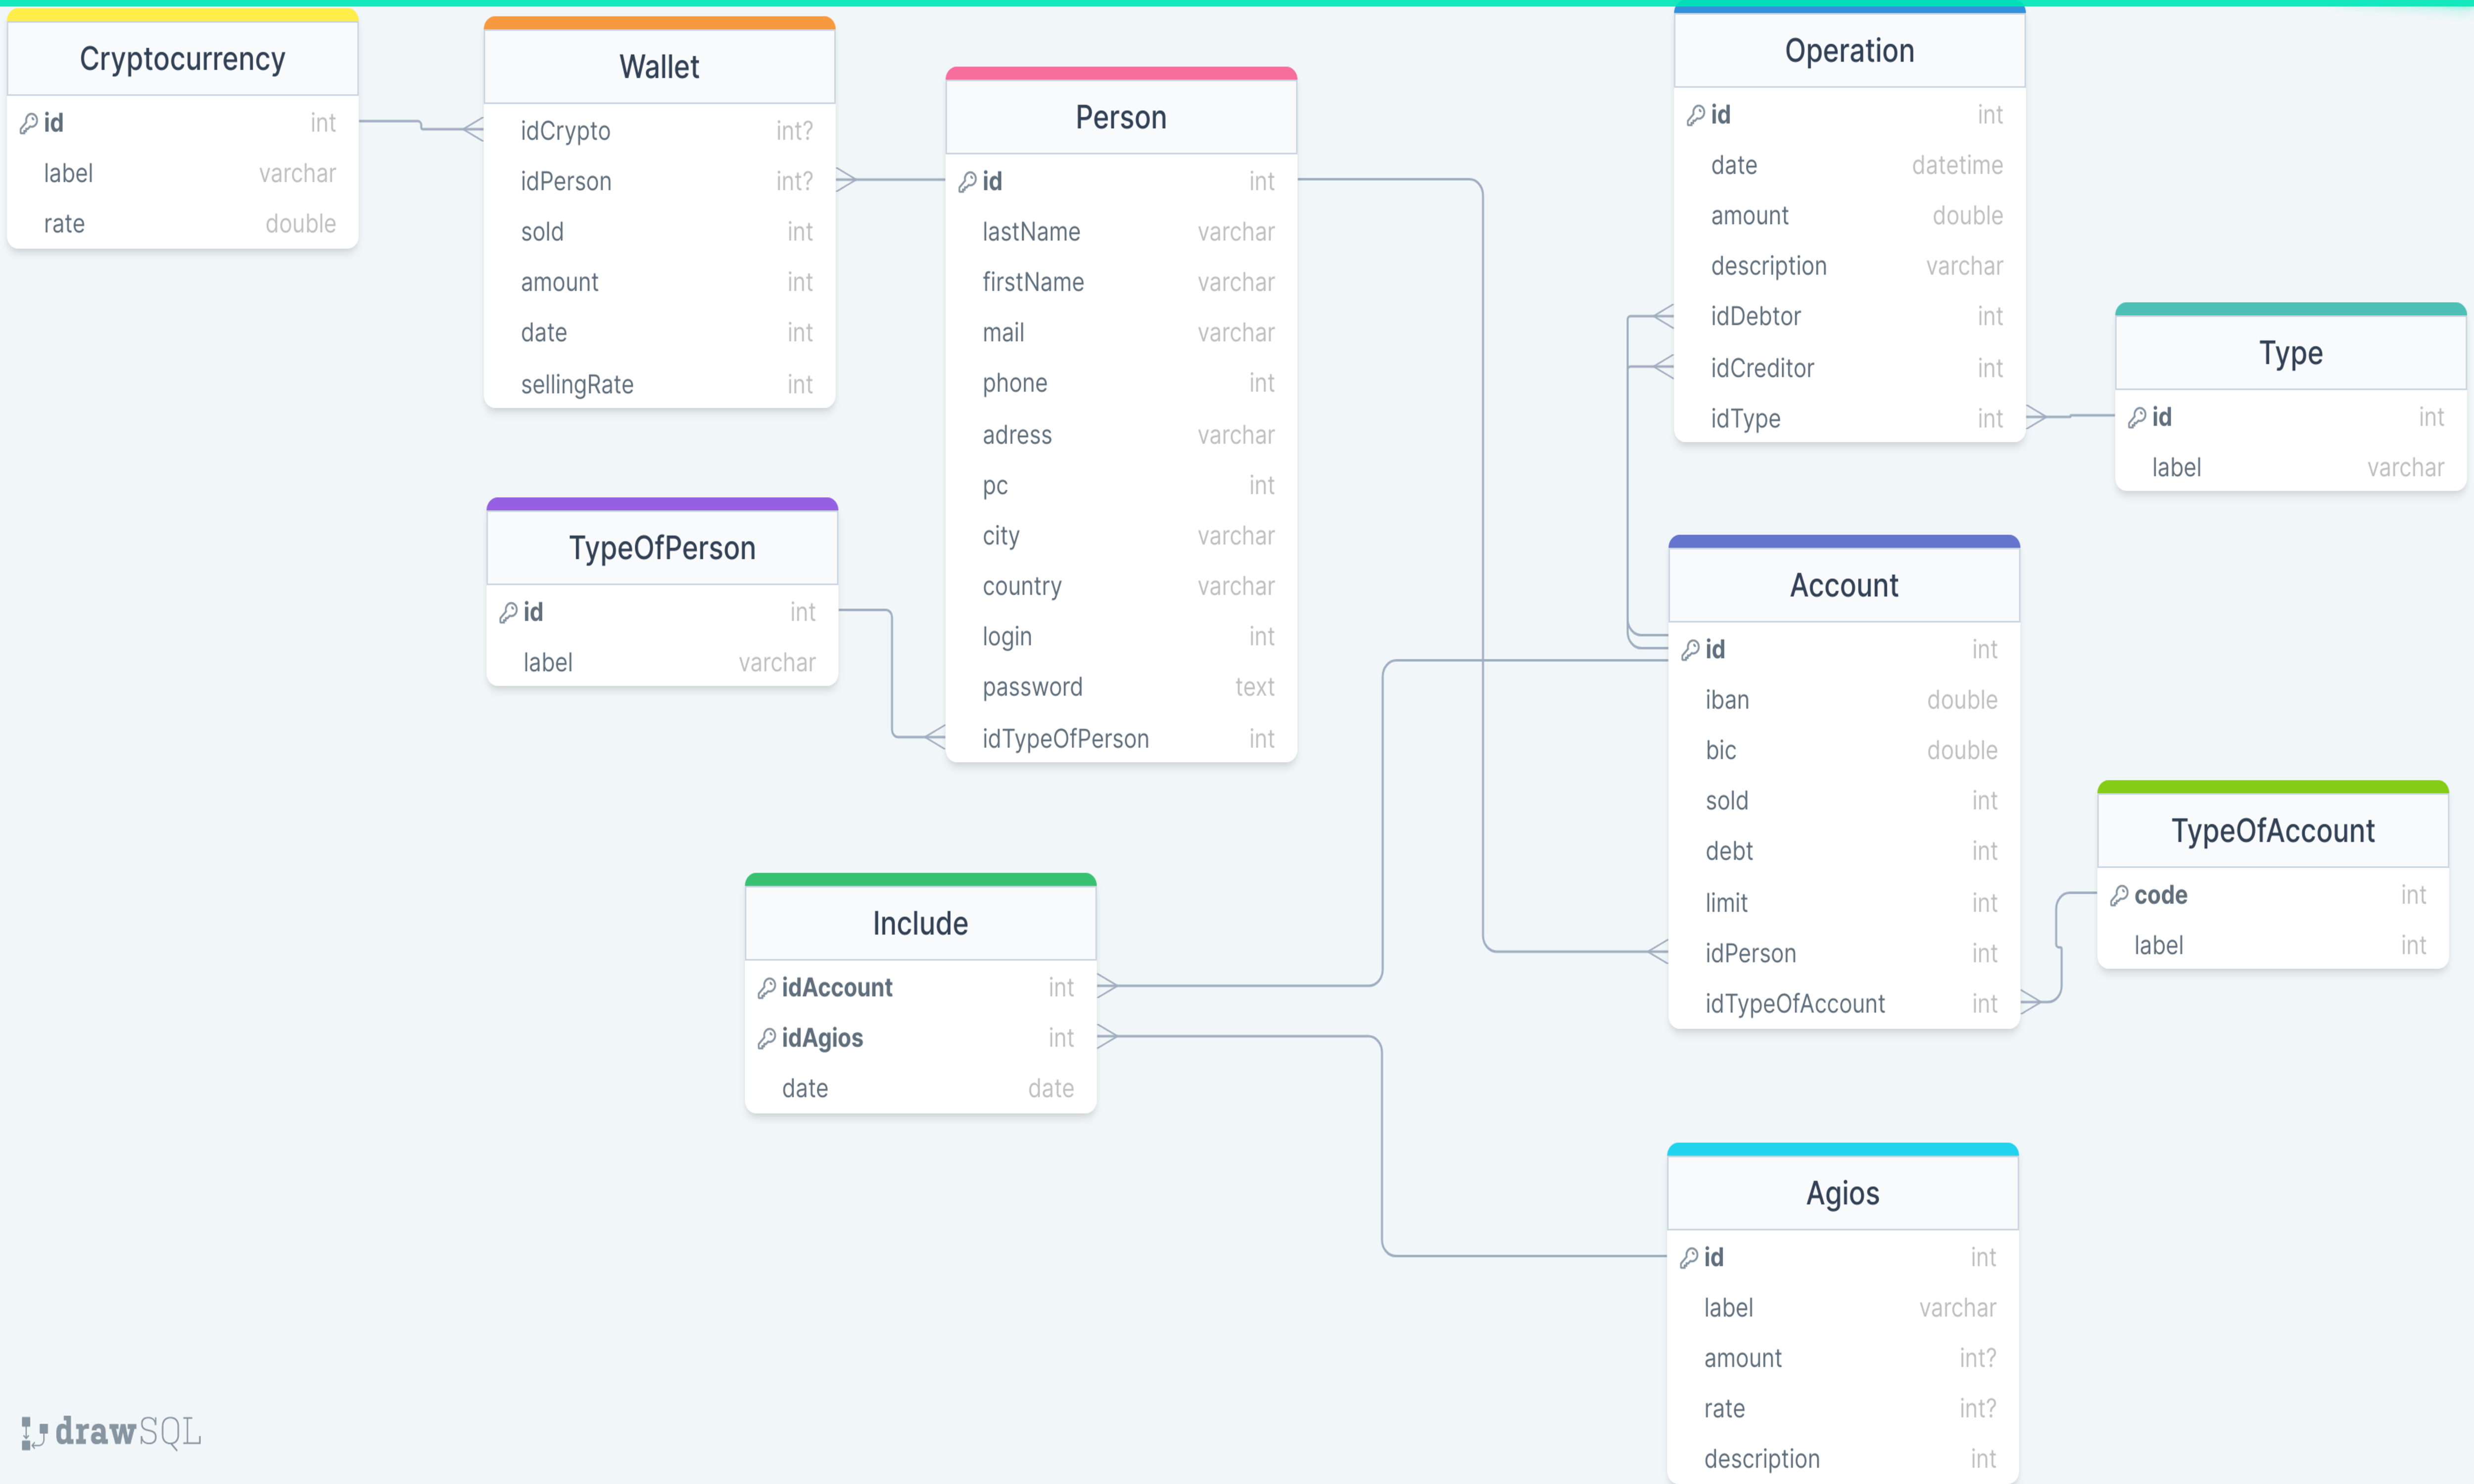 Cryptocurrency
id int
label varchar
rate double
Wallet
idCrypto int?
idPerson int?
sold int
amount int
date int
sellingRate int
Person
id int
lastName varchar
firstName varchar
mail varchar
phone int
adress varchar
pc int
city varchar
country varchar
login int
password text
idTypeOfPerson int
Operation
id int
date datetime
amount double
description varchar
idDebtor int
idCreditor int
idType int
Type
id int
label varchar
TypeOfPerson
id int
label varchar
Account
id int
iban double
bic double
sold int
debt int
limit int
idPerson int
idTypeOfAccount int
TypeOfAccount
code int
label int
Include
idAccount int
idAgios int
date date
Agios
id int
label varchar
amount int?
rate int?
description int
drawSQL